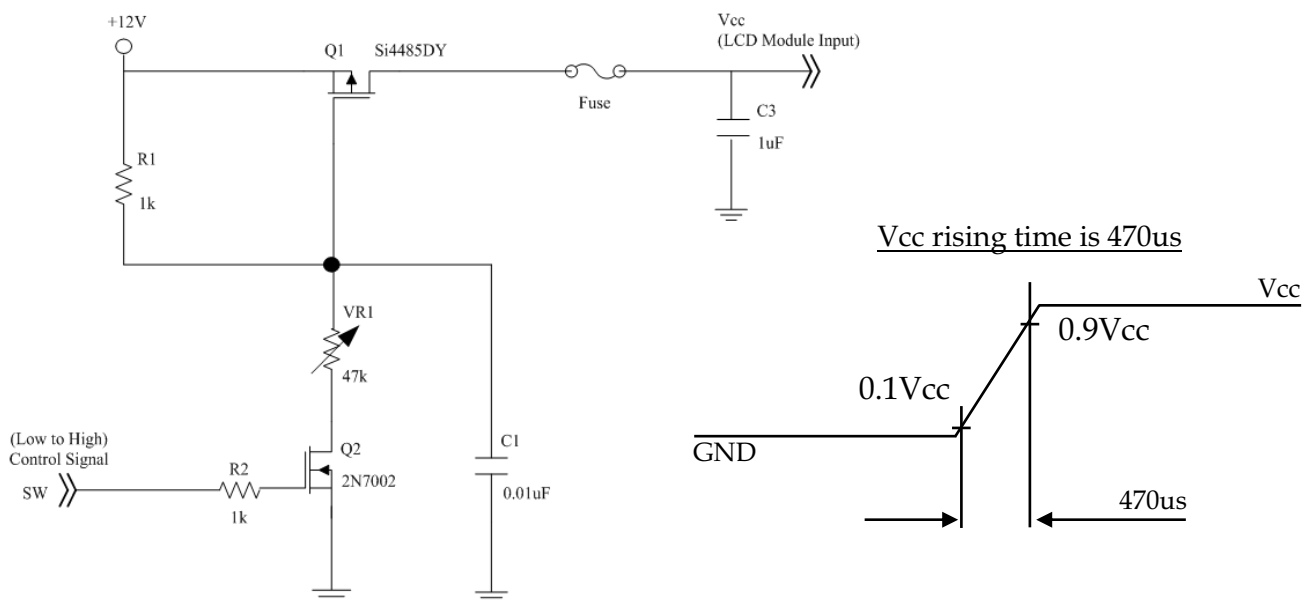 +12V
Q1
Si4485DY
Vcc
(LCD Module Input)
Fuse
C3
1uF
R1
1k
VR1
47k
(Low to High)
Control Signal
SW
R2
1k
Q2
2N7002
C1
0.01uF
Vcc rising time is 470us
Vcc
0.9Vcc
0.1Vcc
GND
470us